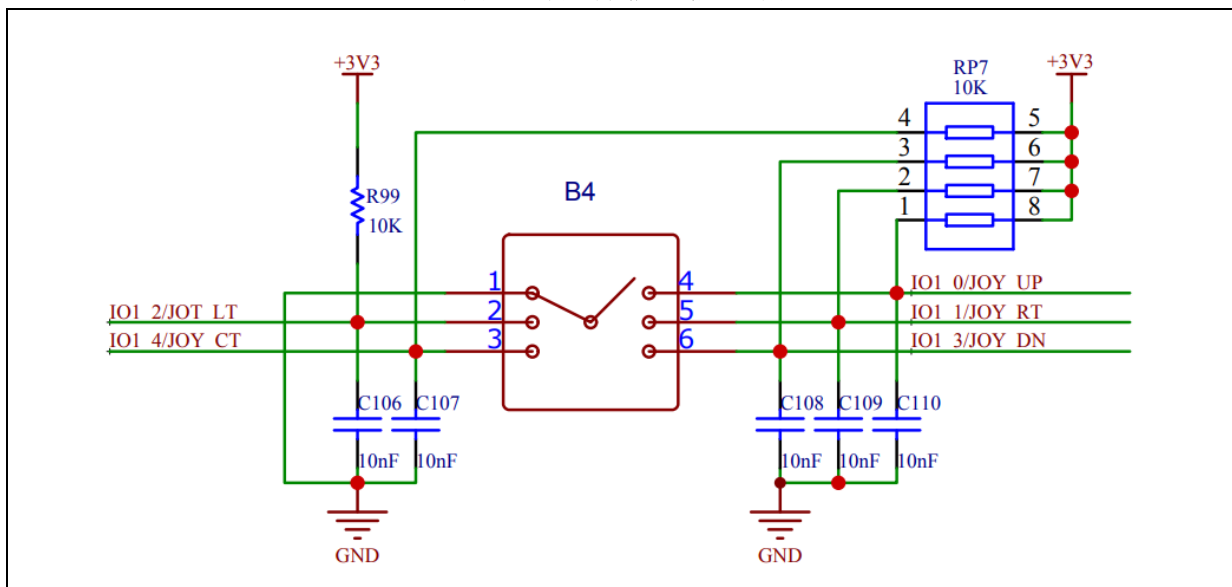 +3V3
RP7
10K
+3V3
4
5
3
6
2
7
1
8
R99
10K
B4
1
4
IO1_0/JOY_UP
IO1_2/JOT_LT
2
5
IO1_1/JOY_RT
IO1_4/JOY_CT
3
6
IO1_3/JOY_DN
C106
C107
C108
C109
C110
10nF
10nF
10nF
10nF
10nF
GND
GND